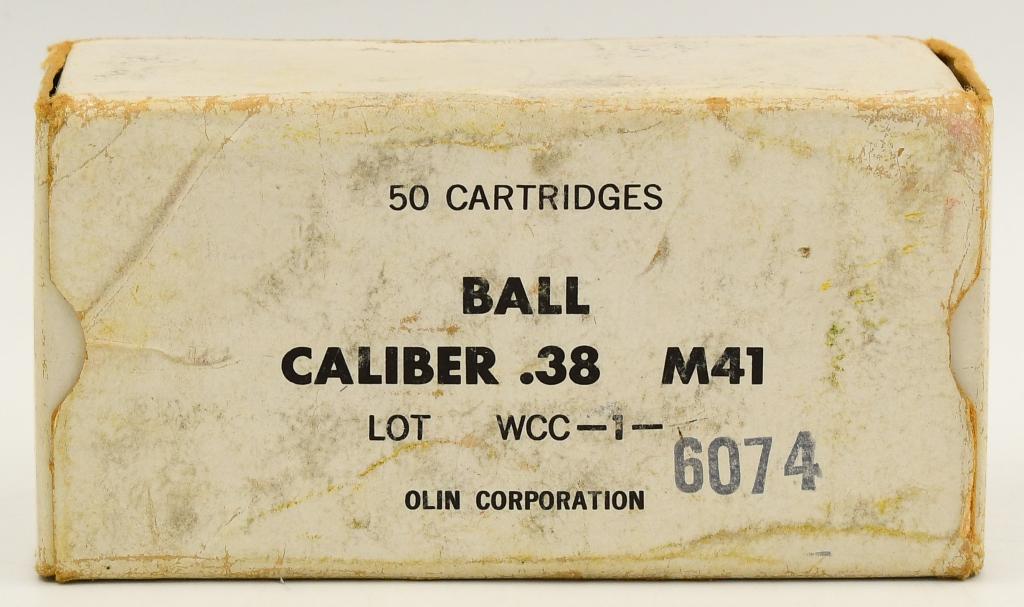 50 CARTRIDGES
BALL
CALIBER .38 M41
LOT WCC—1—6074
OLIN CORPORATION